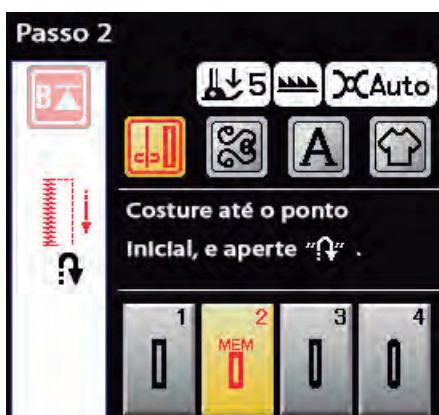 Passo 2
B
5
Auto
A
Costure até o ponto
Inicial, e aperte " " .
1 2 3 4
MEM